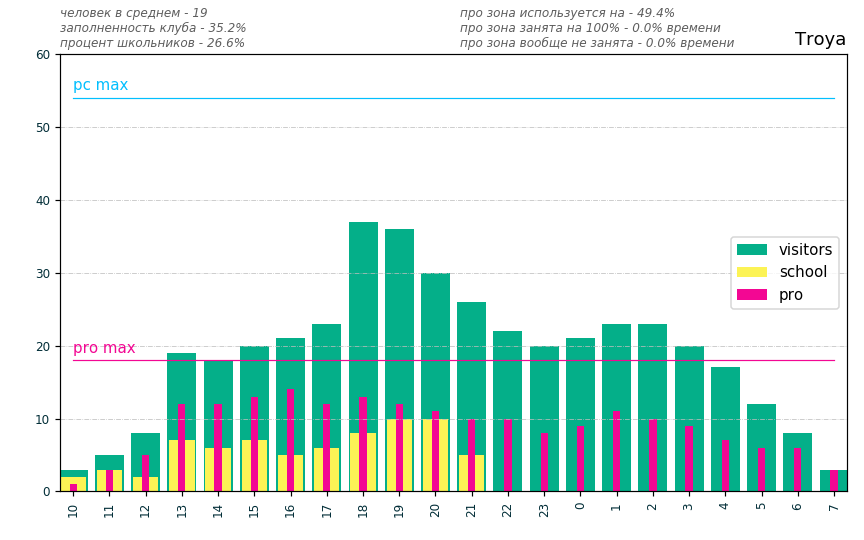 человек в среднем - 19
заполненность клуба - 35.2%
процент школьников - 26.6%
про зона используется на - 49.4%
про зона занята на 100% - 0.0% времени
про зона вообще не занята - 0.0% времени
Troya
60
50
40
30
20
10
0
pc max
pro max
visitors
school
pro
10 11 12 13 14 15 16 17 18 19 20 21 22 23 0 1 2 3 4 5 6 7